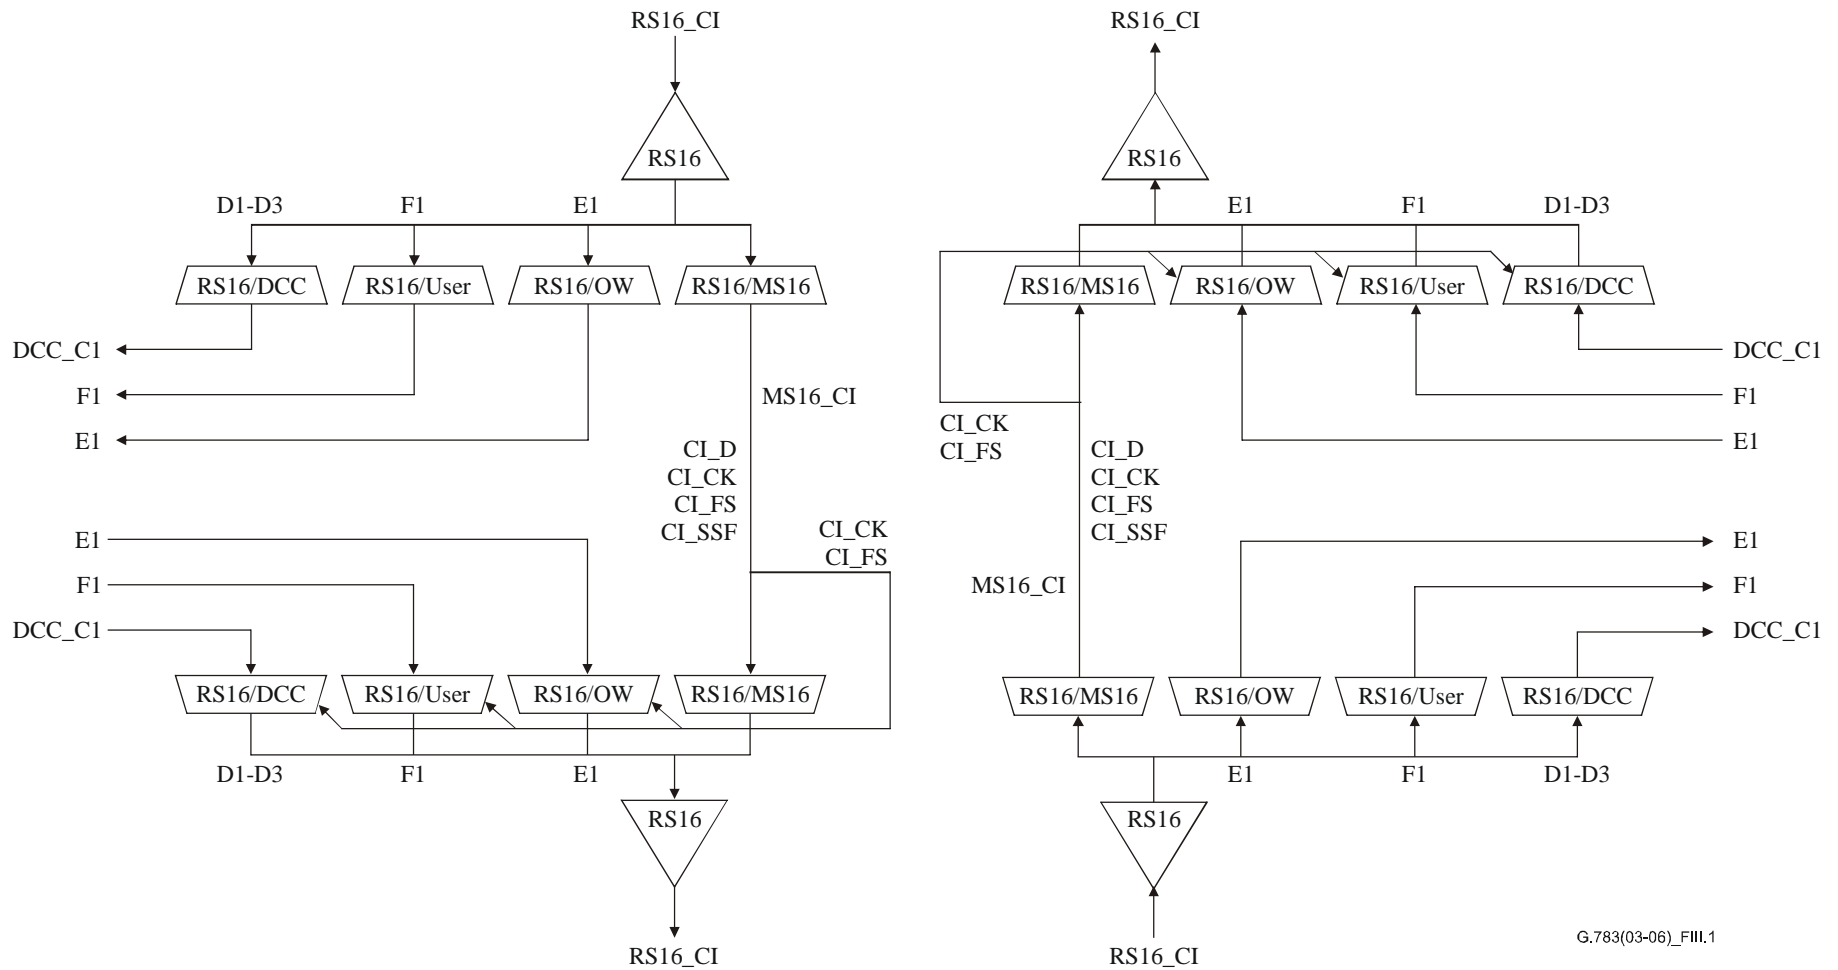 RS16_CI
RS16_CI
RS16
RS16
D1-D3
F1
E1
E1
F1
D1-D3
RS16/DCC
RS16/User
RS16/OW
RS16/MS16
RS16/MS16
RS16/OW
RS16/User
RS16/DCC
DCC_C1
DCC_C1
F1
MS16_CI
F1
CI_CK
CI_FS
E1
E1
CI_D
CI_CK
CI_FS
CI_SSF
CI_D
CI_CK
CI_FS
CI_SSF
CI_CK
CI_FS
E1
E1
F1
MS16_CI
F1
DCC_C1
DCC_C1
RS16/DCC
RS16/User
RS16/OW
RS16/MS16
RS16/MS16
RS16/OW
RS16/User
RS16/DCC
D1-D3
F1
E1
E1
F1
D1-D3
RS16
RS16
RS16_CI
RS16_CI
G.783(03-06)_FIII.1